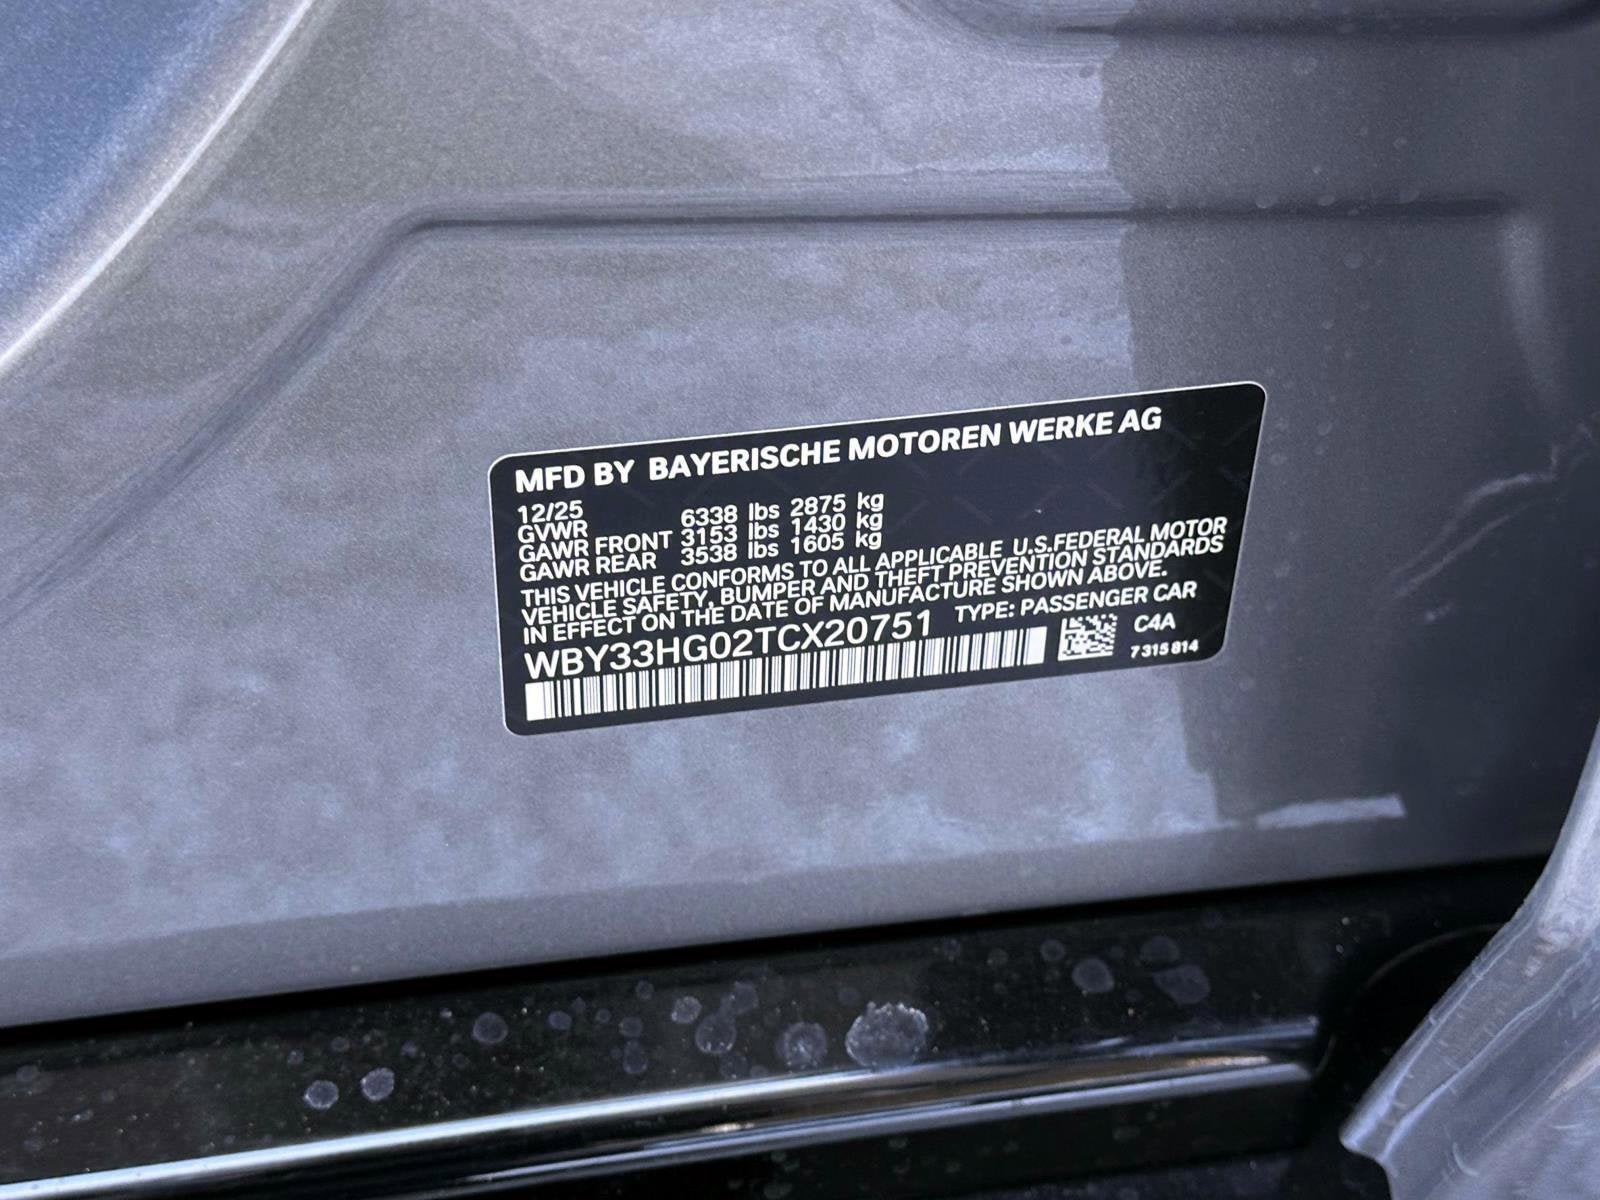 MFD BY BAYERISCHE MOTOREN WERKE AG
12/25
GVWR 6338 lbs 2875 kg
GAWR FRONT 3153 lbs 1430 kg
GAWR REAR 3538 lbs 1605 kg
THIS VEHICLE CONFORMS TO ALL APPLICABLE U.S.FEDERAL MOTOR
VEHICLE SAFETY, BUMPER AND THEFT PREVENTION STANDARDS
IN EFFECT ON THE DATE OF MANUFACTURE SHOWN ABOVE.
WBY33HG02TCX20751 TYPE: PASSENGER CAR
C4A
7 315 814